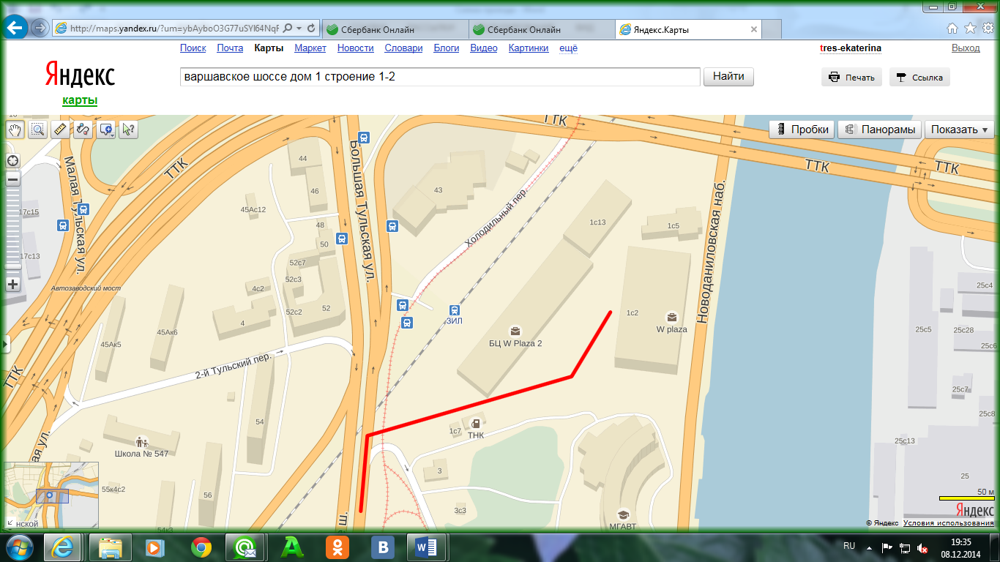 http://maps.yandex.ru/?um=ybAyboO3G77uSYI64NqF
Сбербанк Онлайн
Сбербанк Онлайн
Яндекс.Карты
Поиск Почта Карты Маркет Новости Словари Блоги Видео Картинки ещё
tres-ekaterina
Выход
Яндекс
карты
варшавское шоссе дом 1 строение 1-2
Найти
Печать
Ссылка
Пробки
Панорамы
Показать
ТТК
ТТК
ТТК
ТТК
ТТК
Малая Тульская ул.
Большая Тульская ул.
Холодильный пер.
Новоданиловская наб.
44
46
45Ас12
48
50
43
17с15
17с13
1с13
1с5
52с7
52с3
52
52с2
4с2
4
Автозаводский мост
45Ак5
45Ак6
ЗИЛ
БЦ W Plaza 2
1с2
W plaza
25с4
25с5
25с28
25с6
25с7
25с8
25с13
25
2-й Тульский пер.
54
Школа № 547
1с7
ТНК
3
3с3
56
55к4с2
54к3
МГАВТ
ая ул.
ш.
нской
50 м
Яндекс
© Яндекс Условия использования
RU
19:35
08.12.2014